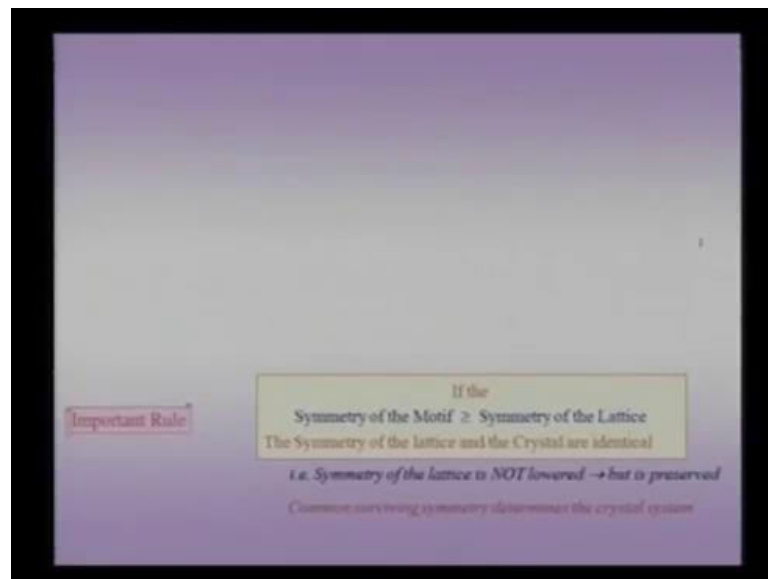 If the
Important Rule
Symmetry of the Motif ≥ Symmetry of the Lattice
The Symmetry of the lattice and the Crystal are identical
i.e. Symmetry of the lattice is NOT lowered → but is preserved
Common surviving symmetry determines the crystal system